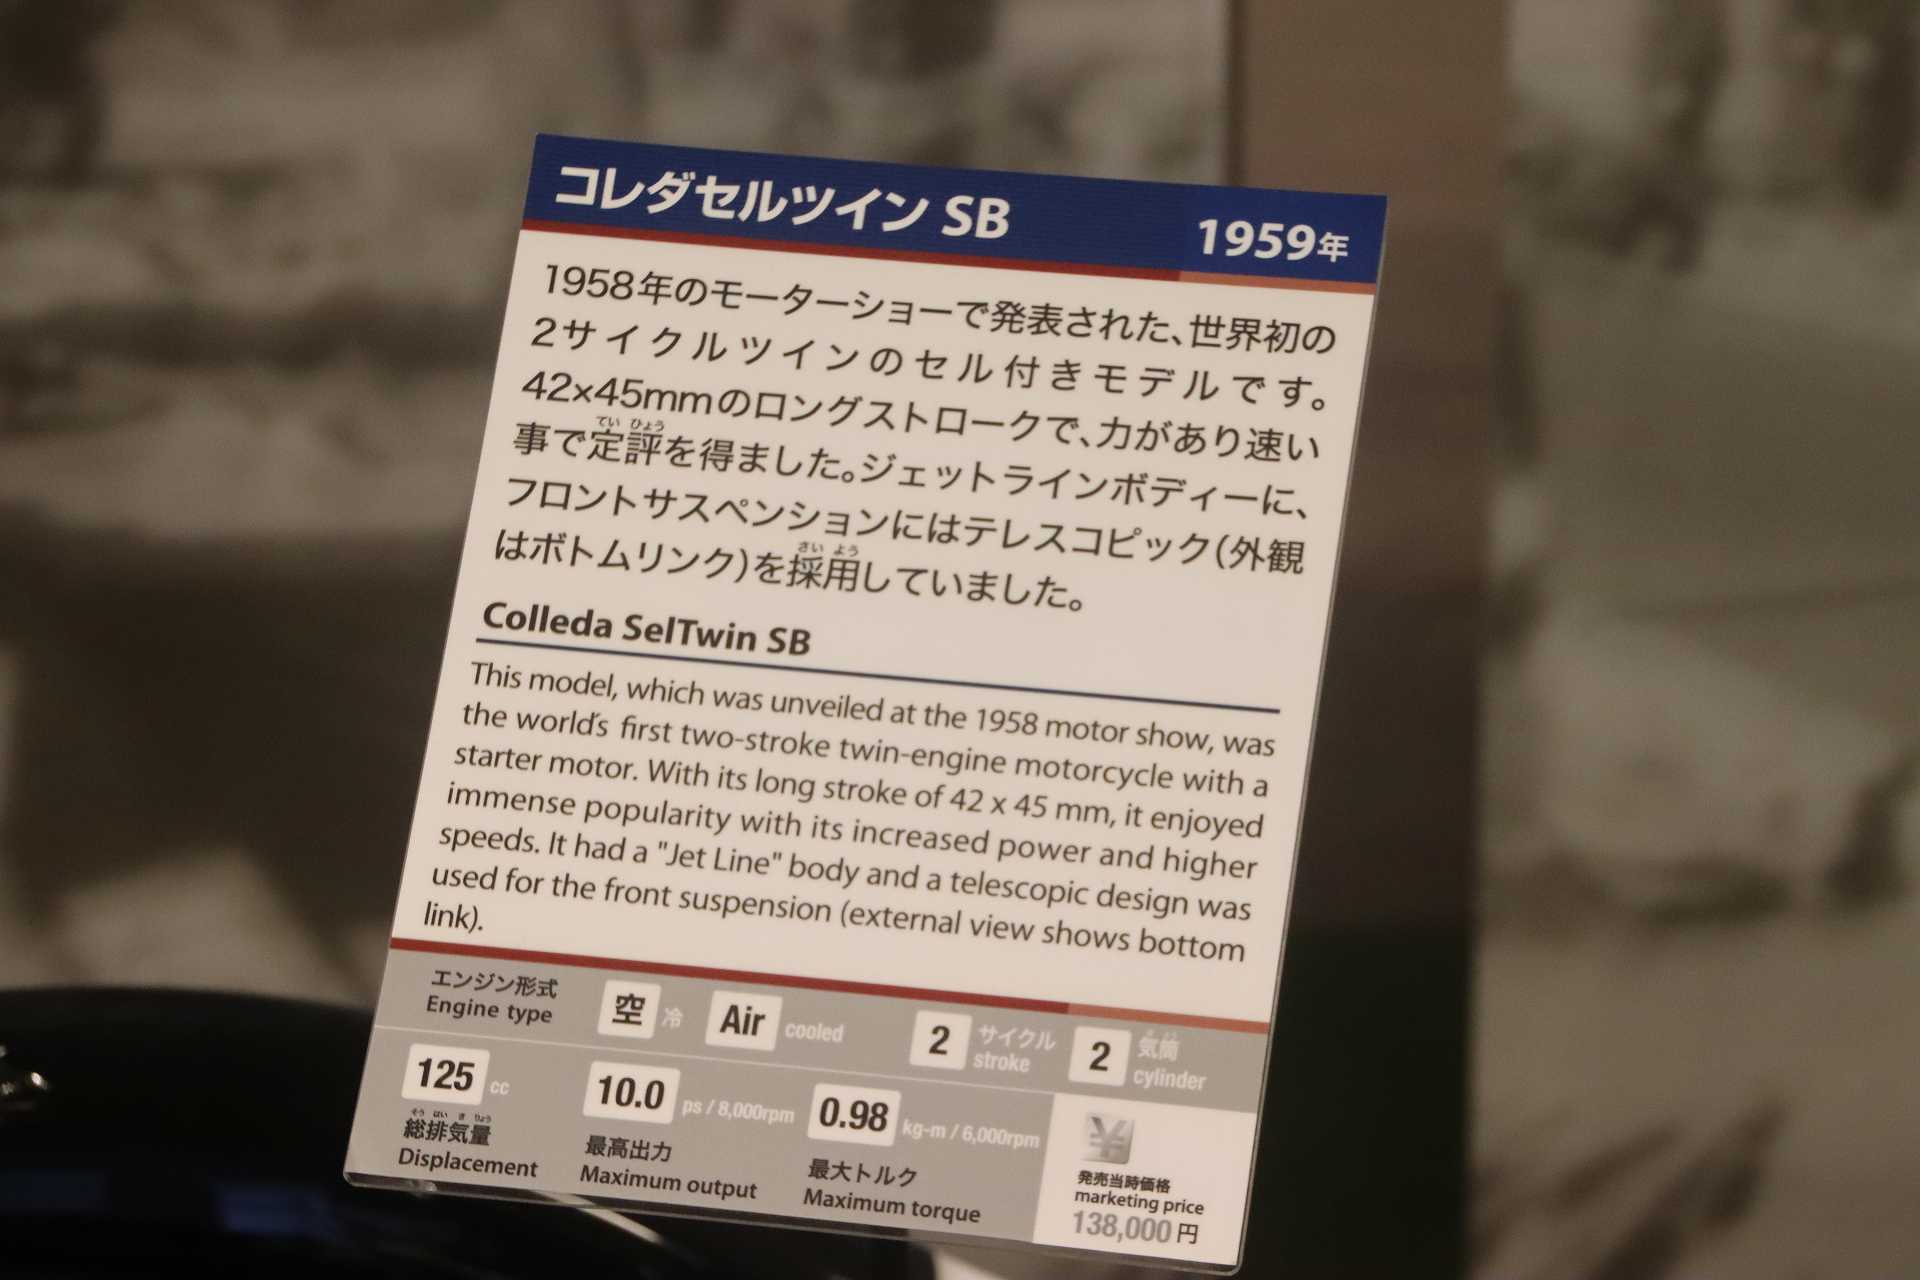 コレダセルツイン SB
1959年
1958年のモーターショーで発表された、世界初の
2サイクルツインのセル付きモデルです。
42×45mmのロングストロークで、力があり速い
事で定評を得ました。ジェットラインボディーに、
てい ひょう
フロントサスペンションにはテレスコピック(外観
はボトムリンク)を採用していました。
さい よう
Colleda SelTwin SB
This model, which was unveiled at the 1958 motor show, was
the world's first two-stroke twin-engine motorcycle with a
starter motor. With its long stroke of 42 x 45 mm, it enjoyed
immense popularity with its increased power and higher
speeds. It had a "Jet Line" body and a telescopic design was
used for the front suspension (external view shows bottom
link).
エンジン形式
Engine type
空冷
Air cooled
2 サイクル
stroke
2 気筒
き とう
cylinder
125 cc
そう はい き りょう
総排気量
Displacement
10.0 ps / 8,000rpm
最高出力
Maximum output
0.98 kg-m / 6,000rpm
最大トルク
Maximum torque
¥
発売当時価格
marketing price
138,000 円